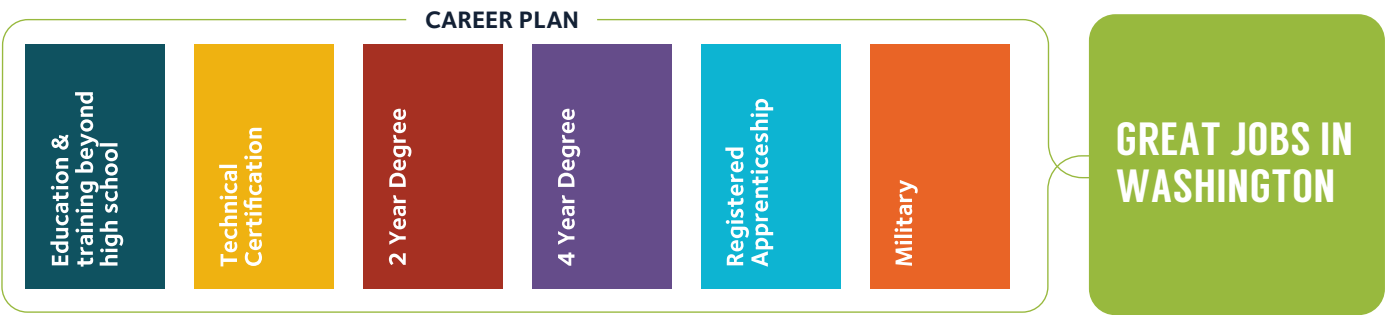 CAREER PLAN
Education &
training beyond
high school
Technical
Certification
2 Year Degree
4 Year Degree
Registered
Apprenticeship
Military
GREAT JOBS IN
WASHINGTON